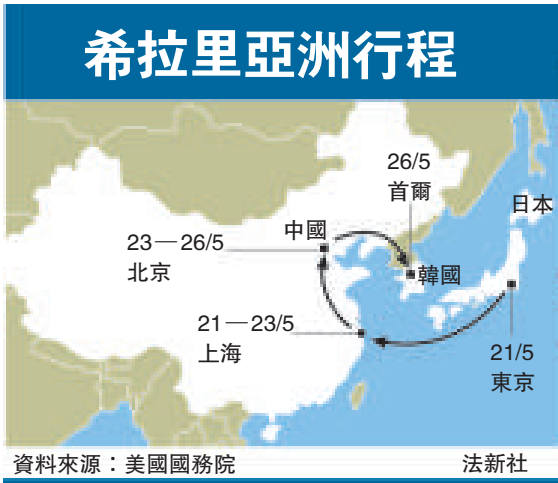 希拉里亞洲行程
26/5
首爾
日本
中國
23—26/5
北京
韓國
21—23/5
上海
21/5
東京
資料來源：美國國務院
法新社